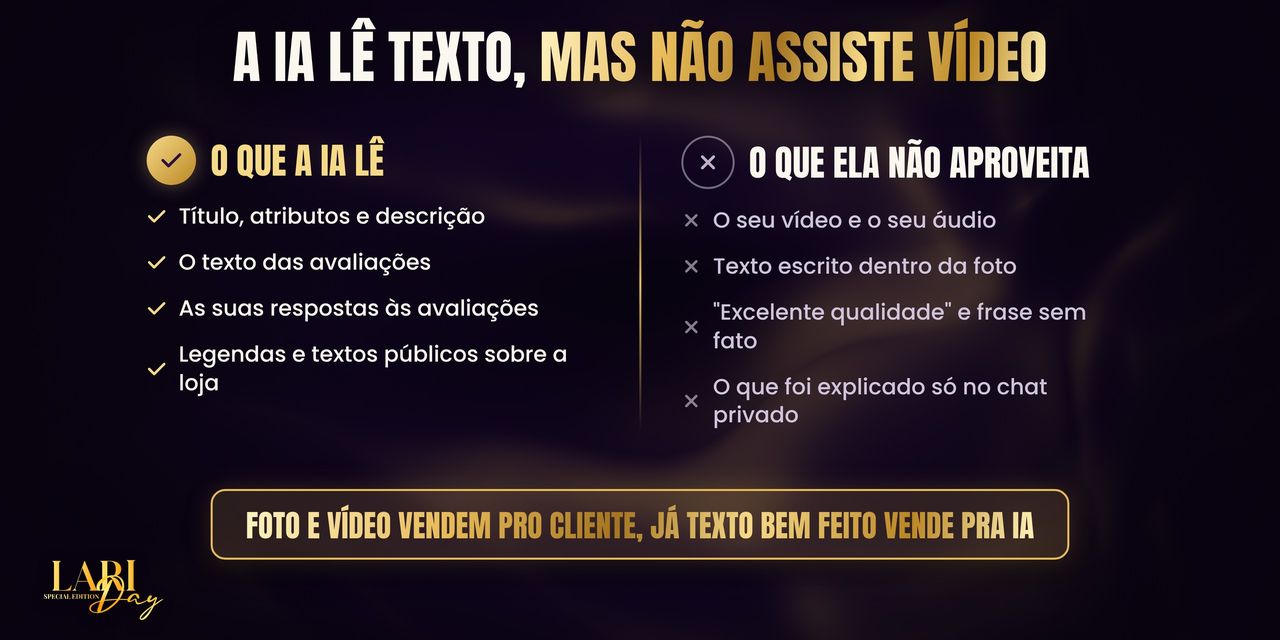 A IA LÊ TEXTO, MAS NÃO ASSISTE VÍDEO
O QUE A IA LÊ
Título, atributos e descrição
O texto das avaliações
As suas respostas às avaliações
Legendas e textos públicos sobre a
loja
O QUE ELA NÃO APROVEITA
O seu vídeo e o seu áudio
Texto escrito dentro da foto
"Excelente qualidade" e frase sem
fato
O que foi explicado só no chat
privado
FOTO E VÍDEO VENDEM PRO CLIENTE, JÁ TEXTO BEM FEITO VENDE PRA IA
LABI
SPECIAL EDITION Day